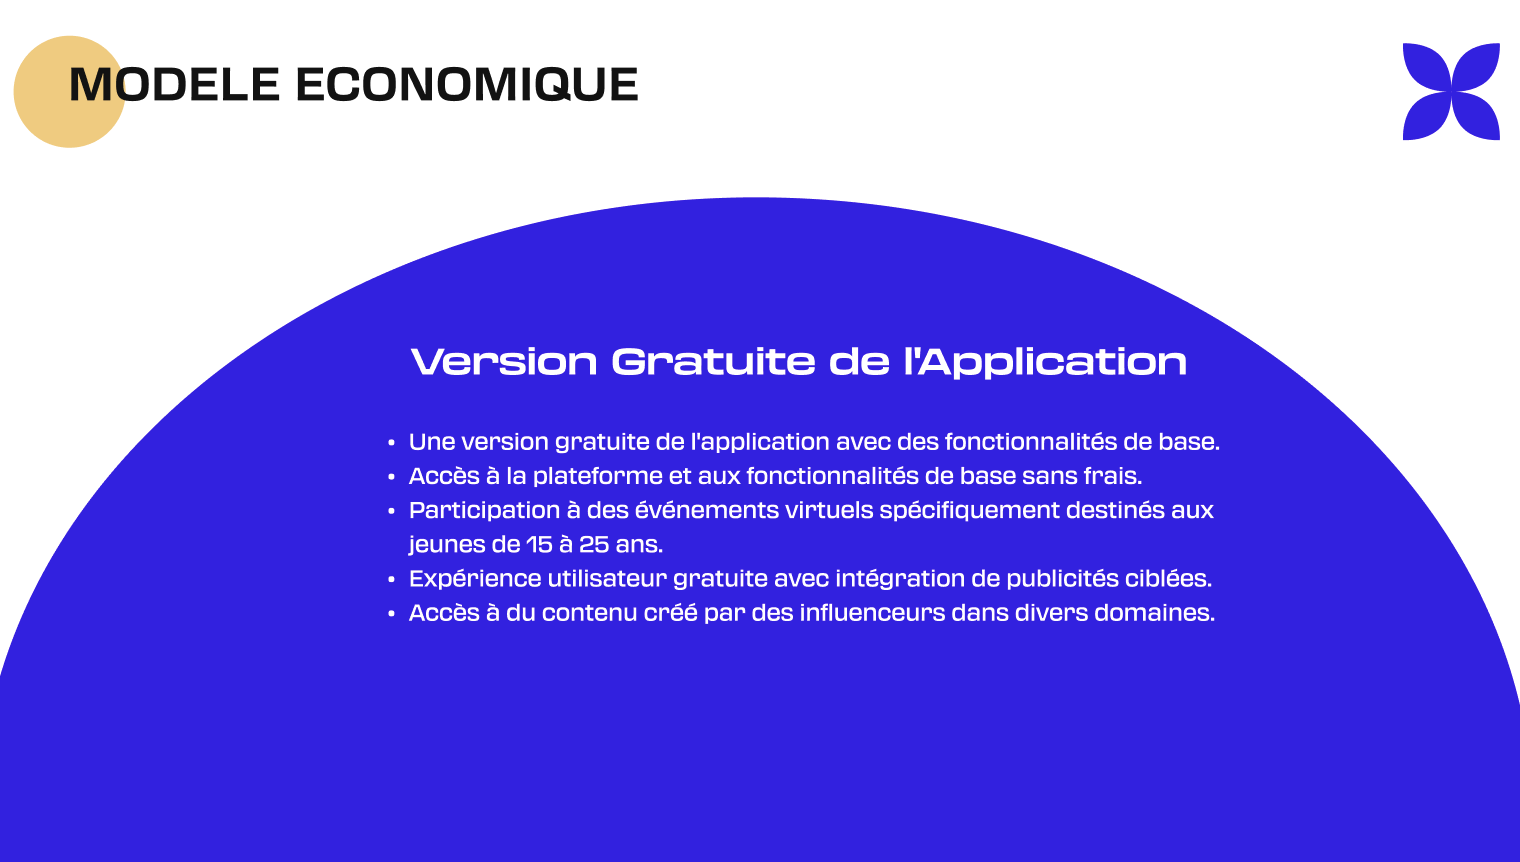 MODELE ECONOMIQUE
Version Gratuite de l'Application
• Une version gratuite de l'application avec des fonctionnalités de base.
• Accès à la plateforme et aux fonctionnalités de base sans frais.
• Participation à des événements virtuels spécifiquement destinés aux
jeunes de 15 à 25 ans.
• Expérience utilisateur gratuite avec intégration de publicités ciblées.
• Accès à du contenu créé par des influenceurs dans divers domaines.